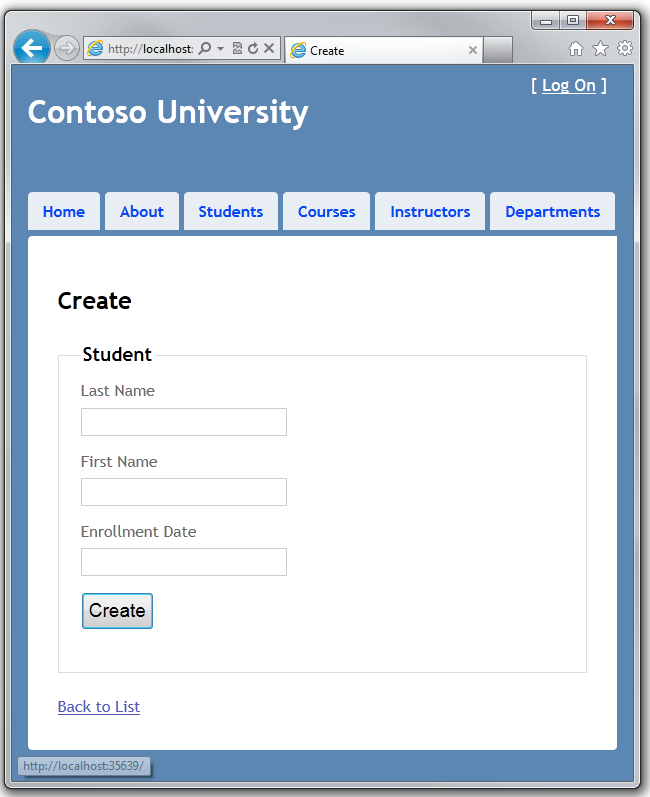 http://localhost:
Create
[ Log On ]
Contoso University
Home About Students Courses Instructors Departments
Create
Student
Last Name
First Name
Enrollment Date
Create
Back to List
http://localhost:35639/